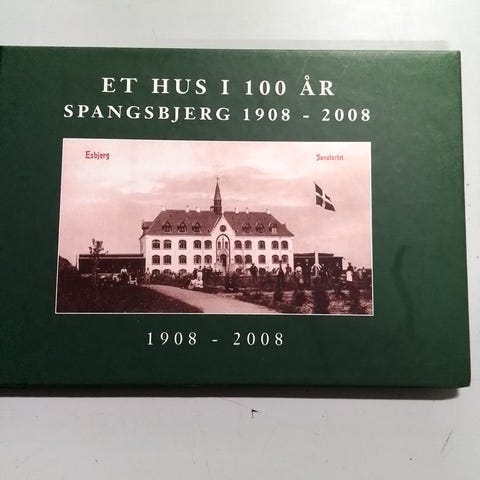 ET HUS I 100 ÅR
SPANGSBJERG 1908 - 2008
Esbjerg Sanatoriet
1908 - 2008